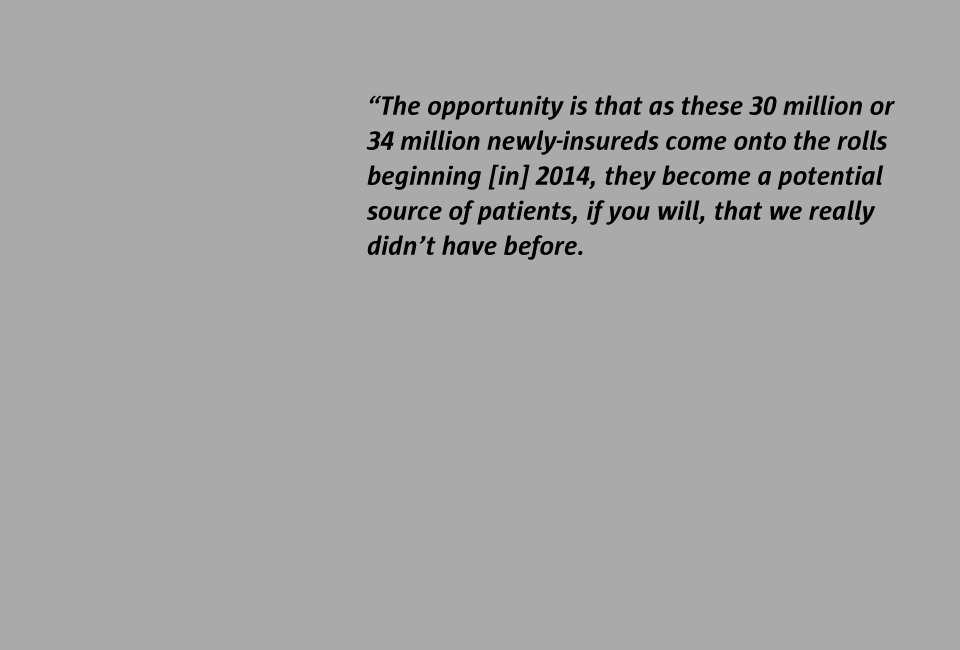 “The opportunity is that as these 30 million or
34 million newly-insureds come onto the rolls
beginning [in] 2014, they become a potential
source of patients, if you will, that we really
didn’t have before.